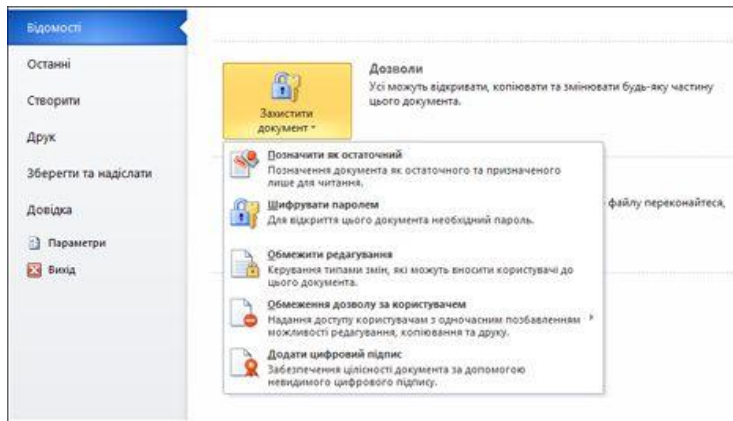 Відомості
Останні
Створити
Друк
Зберегти та надіслати
Довідка
Параметри
Вихід
Захистити
документ
Дозволи
Усі можуть відкривати, копіювати та змінювати будь-яку частину
цього документа.
Позначити як остаточний
Позначення документа як остаточного та призначеного
лише для читання.
файлу переконайтеся,
Шифрувати паролем
Для відкриття цього документа необхідний пароль.
Обмежити редагування
Керування типами змін, які можуть вносити користувачі до
цього документа.
Обмеження дозволу за користувачем
Надання доступу користувачам з одночасним позбавленням
можливості редагування, копіювання та друку.
Додати цифровий підпис
Забезпечення цілісності документа за допомогою
невидимого цифрового підпису.